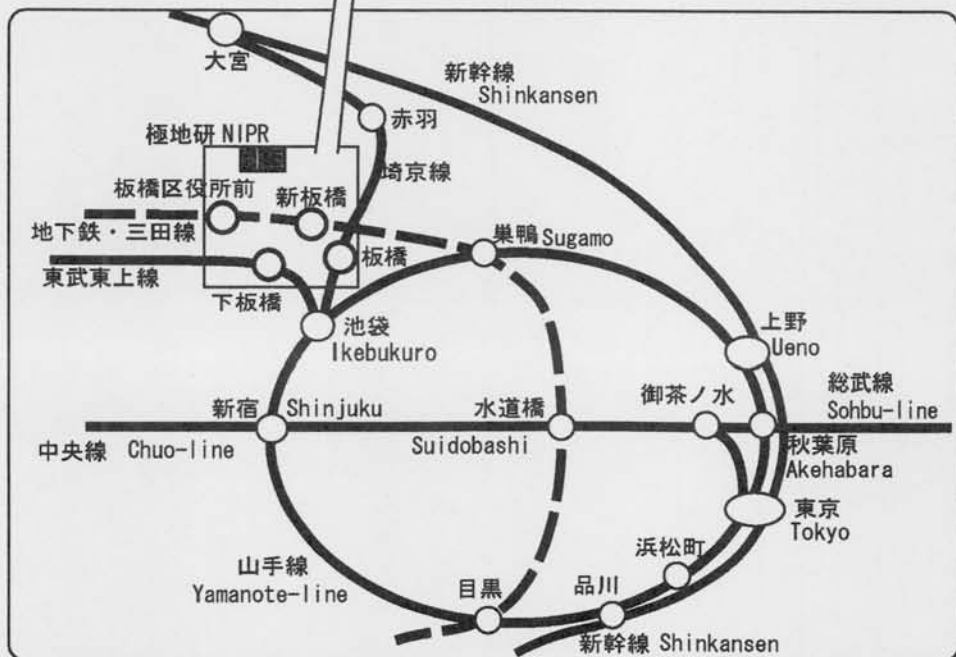 大宮
新幹線
Shinkansen
赤羽
極地研 NIPR
埼京線
板橋区役所前
新板橋
地下鉄・三田線
巣鴨 Sugamo
板橋
東武東上線
下板橋
池袋
Ikebukuro
上野
Ueno
新宿 Shinjuku
水道橋
御茶ノ水
総武線
Sohbu-line
中央線 Chuo-line
Suidobashi
秋葉原
Akehabara
東京
Tokyo
浜松町
山手線
Yamanote-line
目黒
品川
新幹線 Shinkansen